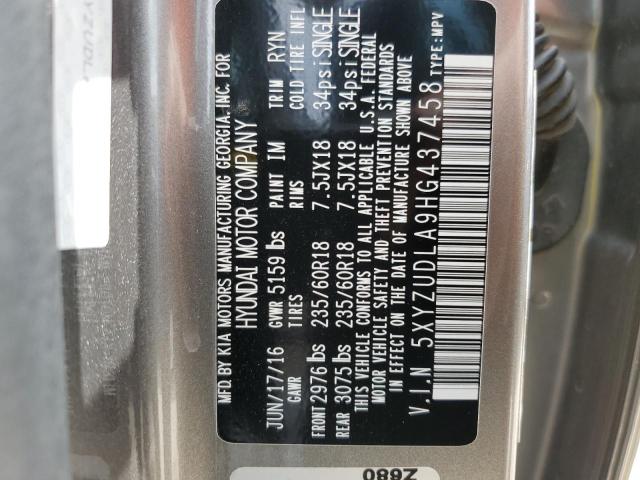 MFD BY KIA MOTORS MANUFACTURING GEORGIA, INC. FOR
HYUNDAI MOTOR COMPANY
JUN/17/16 GVWR 5159 lbs PAINT IM TRIM RYN
GAWR TIRES RIMS COLD TIRE INFL
FRONT 2976 lbs 235/60R18 7.5JX18 34psi SINGLE
REAR 3075 lbs 235/60R18 7.5JX18 34psi SINGLE
THIS VEHICLE CONFORMS TO ALL APPLICABLE U.S.A. FEDERAL
MOTOR VEHICLE SAFETY AND THEFT PREVENTION STANDARDS
IN EFFECT ON THE DATE OF MANUFACTURE SHOWN ABOVE
V.I.N 5XYZUDLA9HG437458 TYPE:MPV
Z680